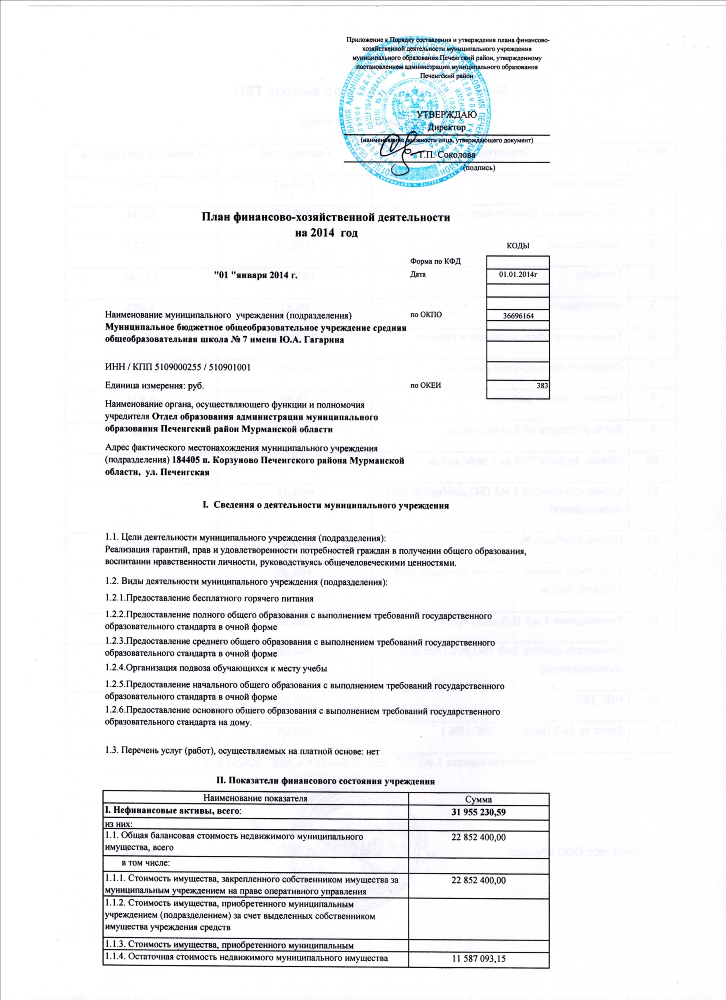 Приложение к Порядку составления и утверждения плана финансово-
хозяйственной деятельности муниципального учреждения
муниципального образования Печенгский район, утвержденному
постановлением администрации муниципального образования
Печенгский район
УТВЕРЖДАЮ
Директор
(наименование должности лица, утверждающего документ)
Т.П. Соколова
(подпись)
План финансово-хозяйственной деятельности
на 2014 год
КОДЫ
Форма по КФД
"01 "января 2014 г.
Дата 01.01.2014г
Наименование муниципального учреждения (подразделения)
по ОКПО 36696164
Муниципальное бюджетное общеобразовательное учреждение средняя
общеобразовательная школа № 7 имени Ю.А. Гагарина
ИНН / КПП 5109000255 / 510901001
Единица измерения: руб.
по ОКЕИ 383
Наименование органа, осуществляющего функции и полномочия
учредителя Отдел образования администрации муниципального
образования Печенгский район Мурманской области
Адрес фактического местонахождения муниципального учреждения
(подразделения) 184405 п. Корзуново Печенгского района Мурманской
области, ул. Печенгская
I. Сведения о деятельности муниципального учреждения
1.1. Цели деятельности муниципального учреждения (подразделения):
Реализация гарантий, прав и удовлетворенности потребностей граждан в получении общего образования,
воспитании нравственности личности, руководствуясь общечеловеческими ценностями.
1.2. Виды деятельности муниципального учреждения (подразделения):
1.2.1.Предоставление бесплатного горячего питания
1.2.2.Предоставление полного общего образования с выполнением требований государственного
образовательного стандарта в очной форме
1.2.3.Предоставление среднего общего образования с выполнением требований государственного
образовательного стандарта в очной форме
1.2.4.Организация подвоза обучающихся к месту учебы
1.2.5.Предоставление начального общего образования с выполнением требований государственного
образовательного стандарта в очной форме
1.2.6.Предоставление основного общего образования с выполнением требований государственного
образовательного стандарта на дому.
1.3. Перечень услуг (работ), осуществляемых на платной основе: нет
II. Показатели финансового состояния учреждения
Наименование показателя Сумма
I. Нефинансовые активы, всего: 31 955 230,59
из них:
1.1. Общая балансовая стоимость недвижимого муниципального 22 852 400,00
имущества, всего
в том числе:
1.1.1. Стоимость имущества, закрепленного собственником имущества за 22 852 400,00
муниципальным учреждением на праве оперативного управления
1.1.2. Стоимость имущества, приобретенного муниципальным
учреждением (подразделением) за счет выделенных собственником
имущества учреждения средств
1.1.3. Стоимость имущества, приобретенного муниципальным
1.1.4. Остаточная стоимость недвижимого муниципального имущества 11 587 093,15